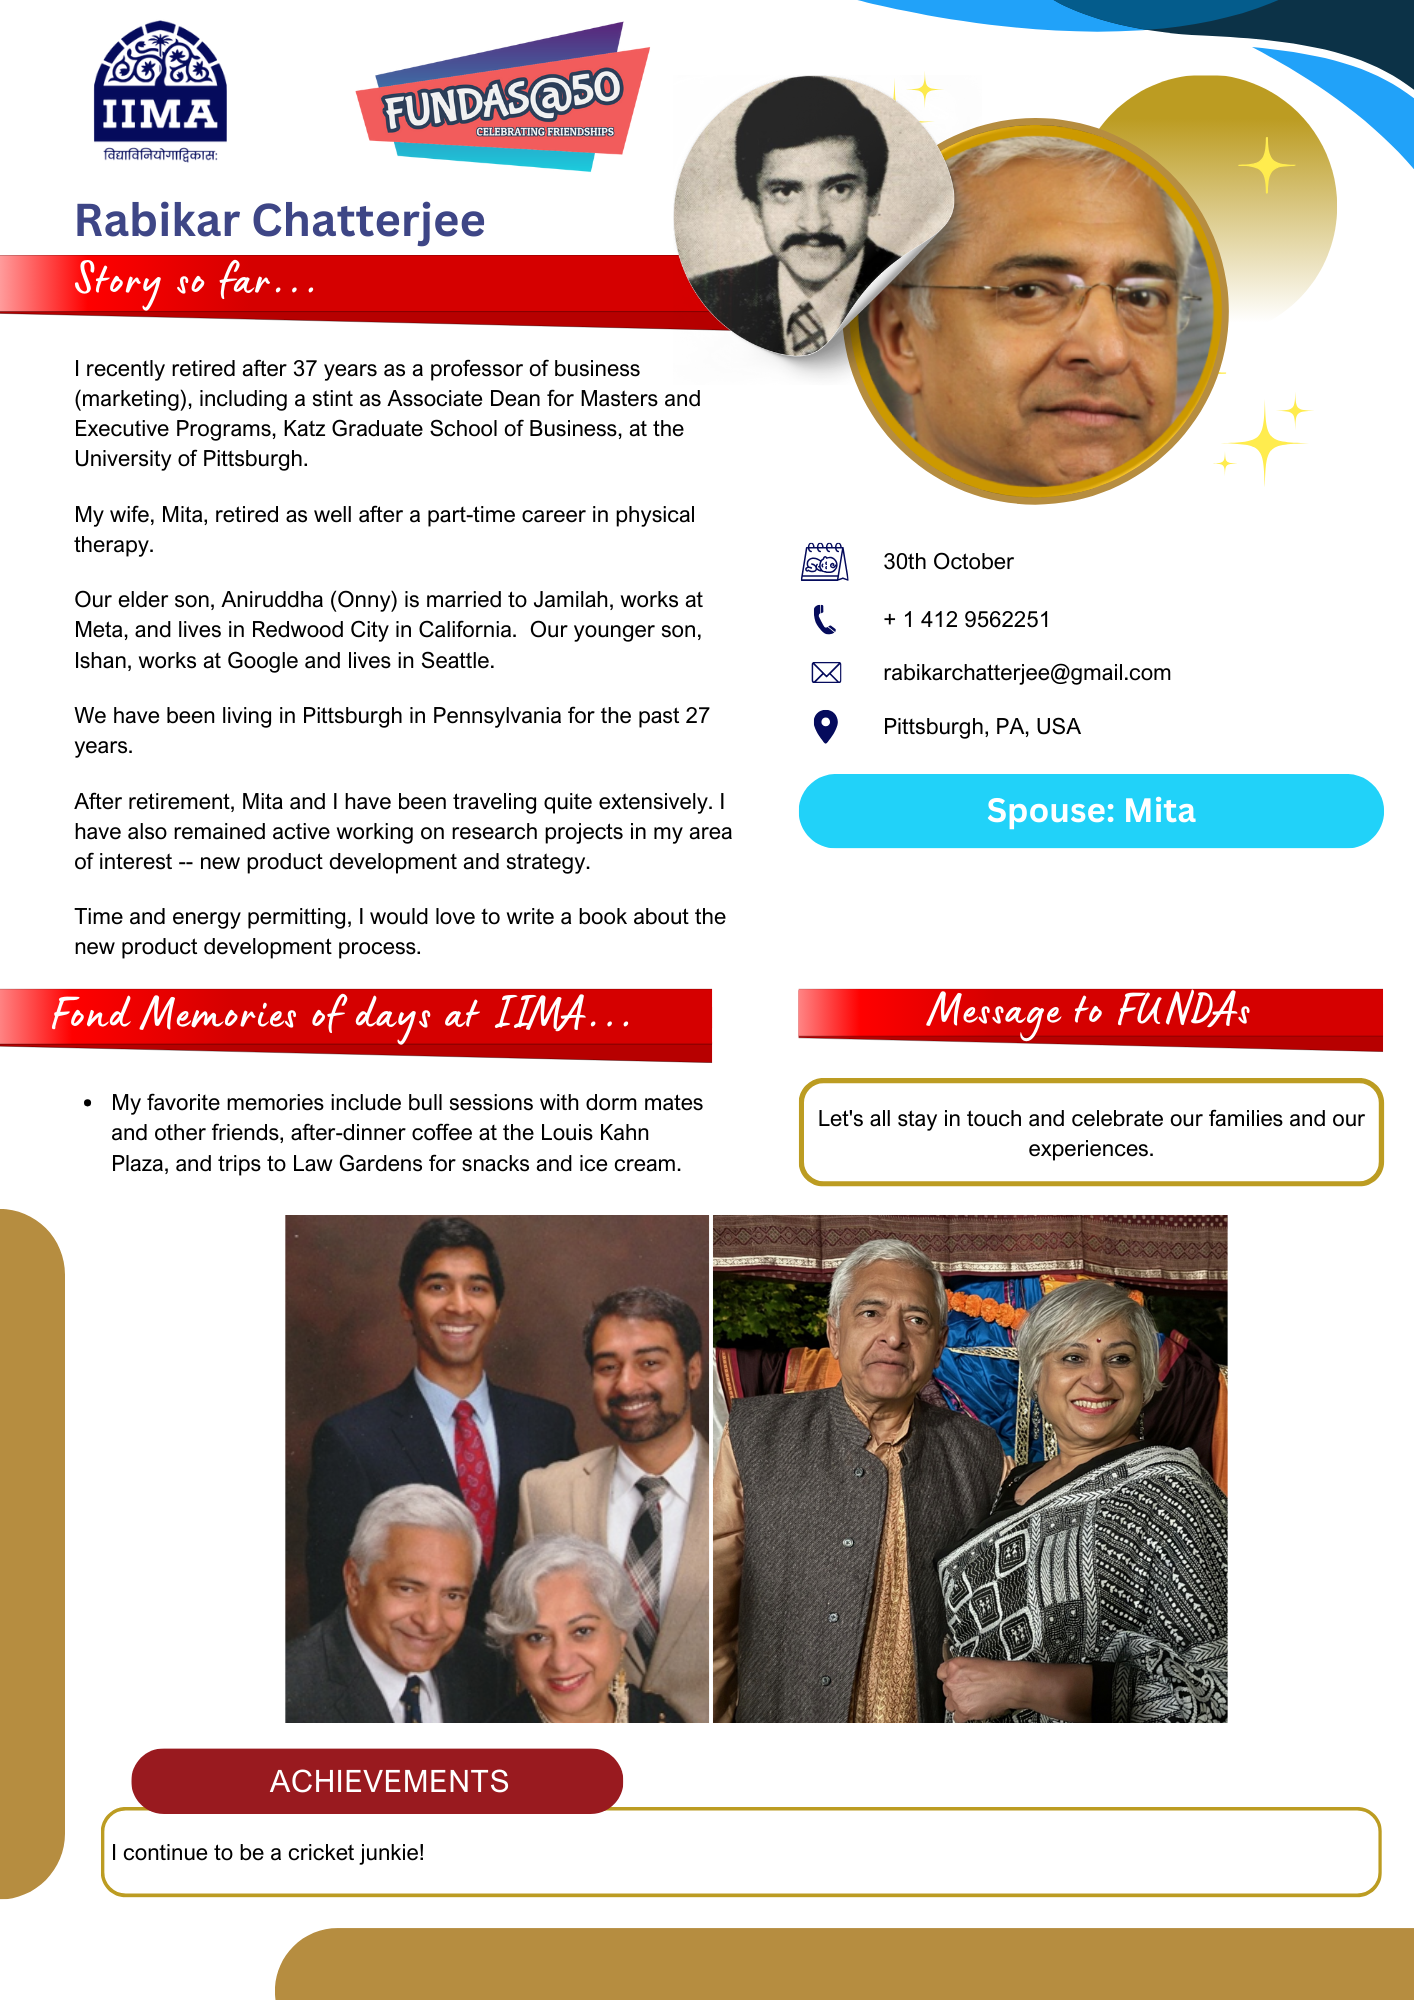 IIMA
विद्याविनियोगाद्विकासः
FUNDAS@50
CELEBRATING FRIENDSHIPS
Rabikar Chatterjee
Story so far...
I recently retired after 37 years as a professor of business
(marketing), including a stint as Associate Dean for Masters and
Executive Programs, Katz Graduate School of Business, at the
University of Pittsburgh.
My wife, Mita, retired as well after a part-time career in physical
therapy.
Our elder son, Aniruddha (Onny) is married to Jamilah, works at
Meta, and lives in Redwood City in California.  Our younger son,
Ishan, works at Google and lives in Seattle.
We have been living in Pittsburgh in Pennsylvania for the past 27
years.
After retirement, Mita and I have been traveling quite extensively. I
have also remained active working on research projects in my area
of interest -- new product development and strategy.
Time and energy permitting, I would love to write a book about the
new product development process.
30th October
+ 1 412 9562251
rabikarchatterjee@gmail.com
Pittsburgh, PA, USA
Spouse: Mita
Fond Memories of days at IIMA...
• My favorite memories include bull sessions with dorm mates
and other friends, after-dinner coffee at the Louis Kahn
Plaza, and trips to Law Gardens for snacks and ice cream.
Message to FUNDAs
Let's all stay in touch and celebrate our families and our
experiences.
ACHIEVEMENTS
I continue to be a cricket junkie!